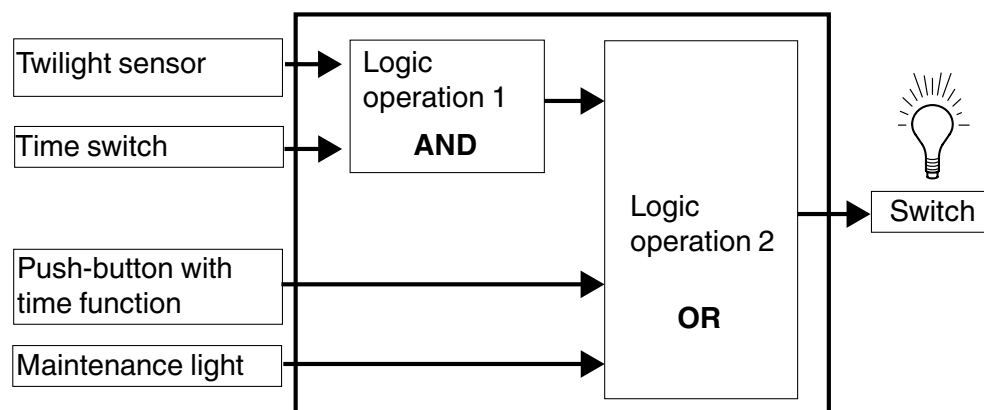 Twilight sensor
Time switch
Push-button with
time function
Maintenance light
Logic
operation 1
AND
Logic
operation 2
OR
Switch